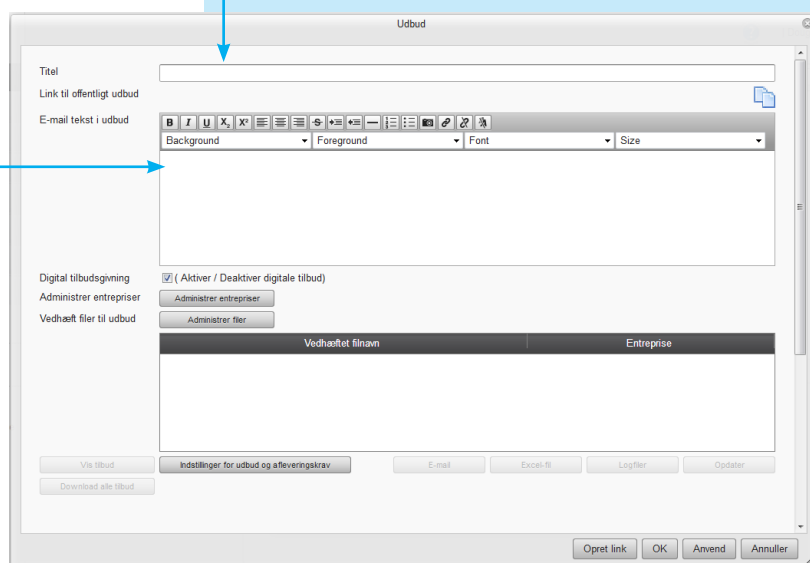 Udbud
Titel
Link til offentligt udbud
E-mail tekst i udbud
B I U X₂ X²
Background Foreground Font Size
Digital tilbudsgivning ( Aktiver / Deaktiver digitale tilbud)
Administrer entrepriser Administrer entrepriser
Vedhæft filer til udbud Administrer filer
Vedhæftet filnavn Entreprise
Vis tilbud Indstillinger for udbud og afleveringskrav E-mail Excel-fil Logfiler Opdater
Download alle tilbud
Opret link OK Anvend Annuller